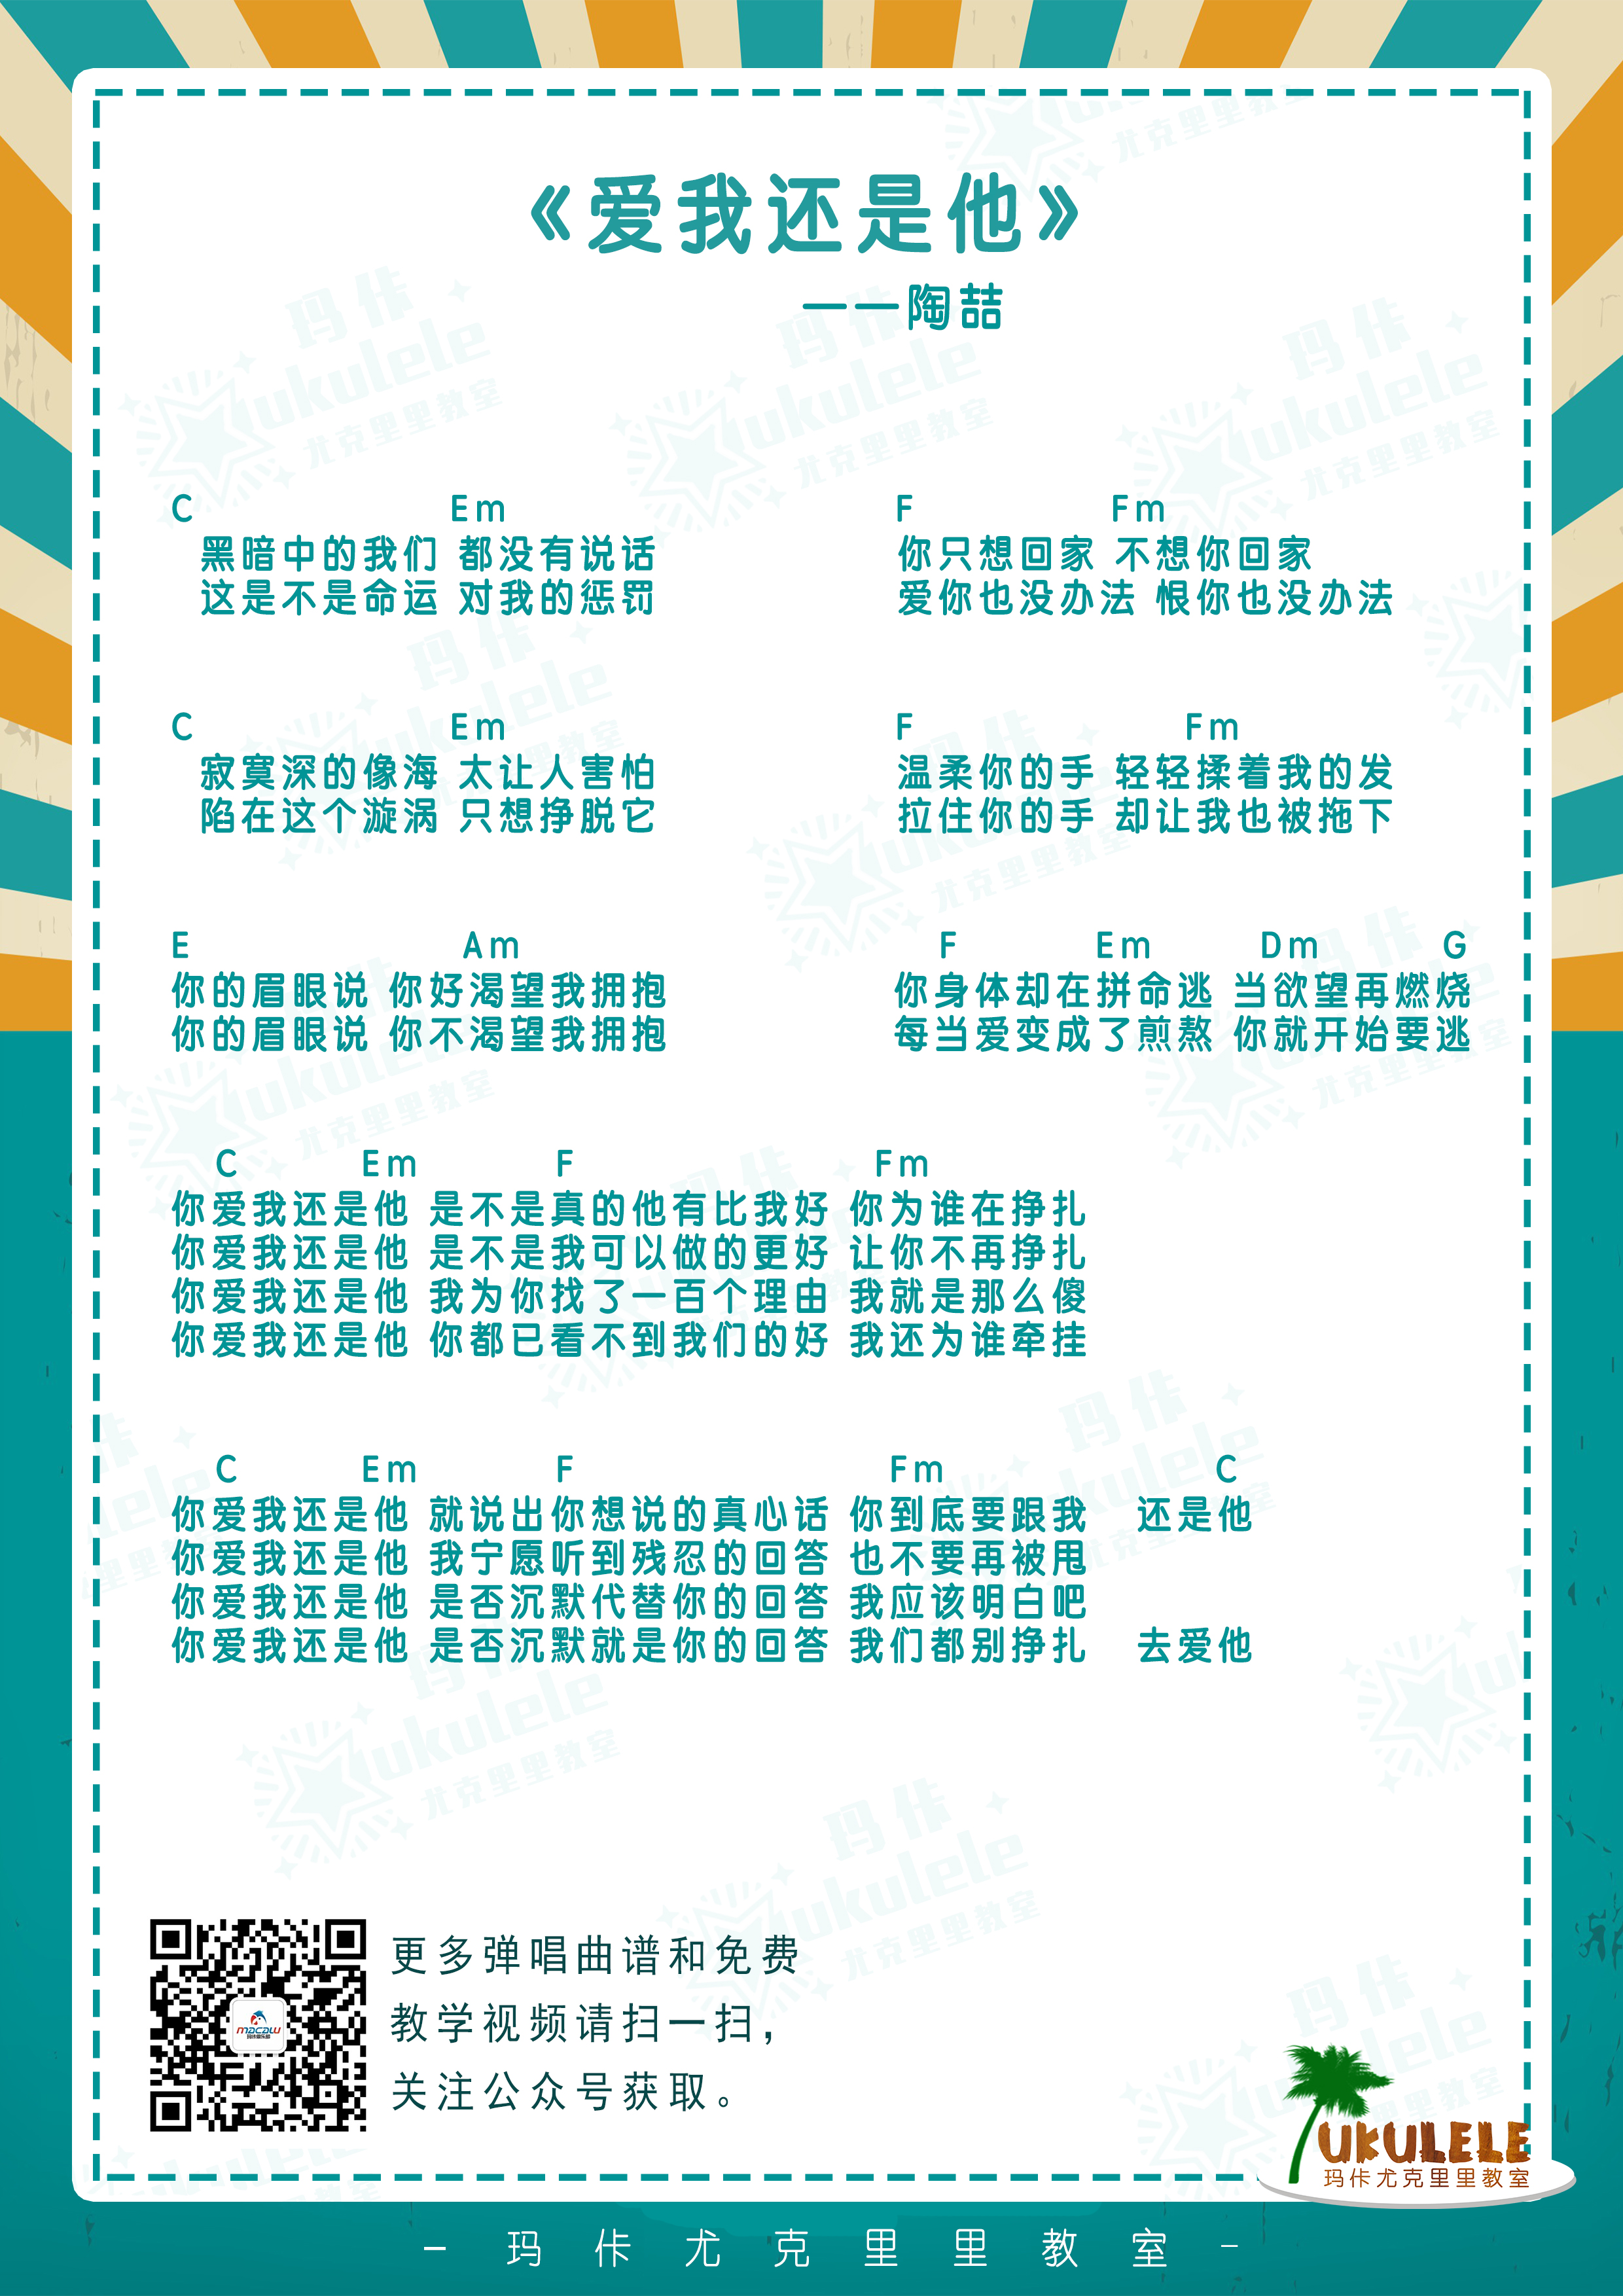 《爱我还是他》
——陶喆
C Em F Fm
黑暗中的我们 都没有说话 你只想回家 不想你回家
这是不是命运 对我的惩罚 爱你也没办法 恨你也没办法
C Em F Fm
寂寞深的像海 太让人害怕 温柔你的手 轻轻揉着我的发
陷在这个漩涡 只想挣脱它 拉住你的手 却让我也被拖下
E Am F Em Dm G
你的眉眼说 你好渴望我拥抱 你身体却在拼命逃 当欲望再燃烧
你的眉眼说 你不渴望我拥抱 每当爱变成了煎熬 你就开始要逃
C Em F Fm
你爱我还是他 是不是真的他有比我好 你为谁在挣扎
你爱我还是他 是不是我可以做的更好 让你不再挣扎
你爱我还是他 我为你找了一百个理由 我就是那么傻
你爱我还是他 你都已看不到我们的好 我还为谁牵挂
C Em F Fm C
你爱我还是他 就说出你想说的真心话 你到底要跟我 还是他
你爱我还是他 我宁愿听到残忍的回答 也不要再被甩
你爱我还是他 是否沉默代替你的回答 我应该明白吧
你爱我还是他 是否沉默就是你的回答 我们都别挣扎 去爱他
更多弹唱曲谱和免费
教学视频请扫一扫，
关注公众号获取。
macaw
UKULELE
玛佧尤克里里教室
- 玛佧尤克里里教室 -
玛佧
ukulele
尤克里里教室